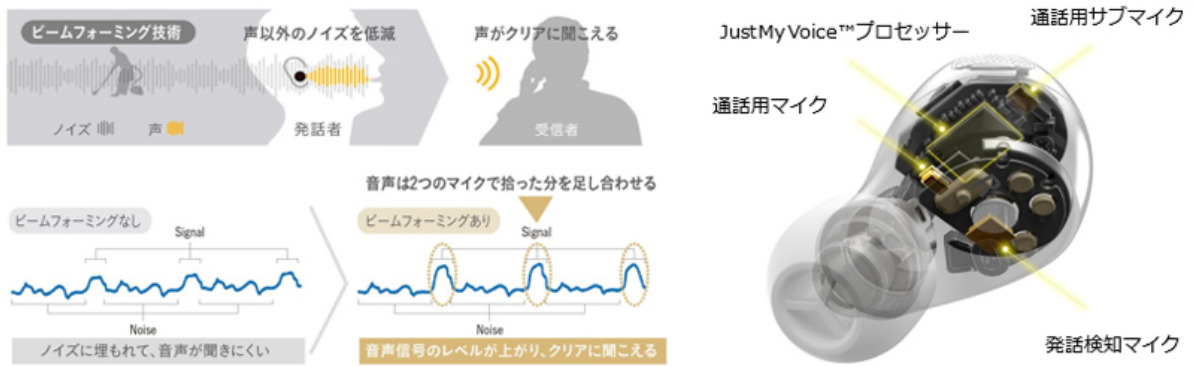 ビームフォーミング技術
声以外のノイズを低減
声がクリアに聞こえる
ノイズ
声
発話者
受信者
音声は2つのマイクで拾った分を足し合わせる
ビームフォーミングなし
Signal
Noise
ノイズに埋もれて、音声が聞きにくい
ビームフォーミングあり
Signal
Noise
音声信号のレベルが上がり、クリアに聞こえる
JustMyVoice™プロセッサー
通話用サブマイク
通話用マイク
発話検知マイク